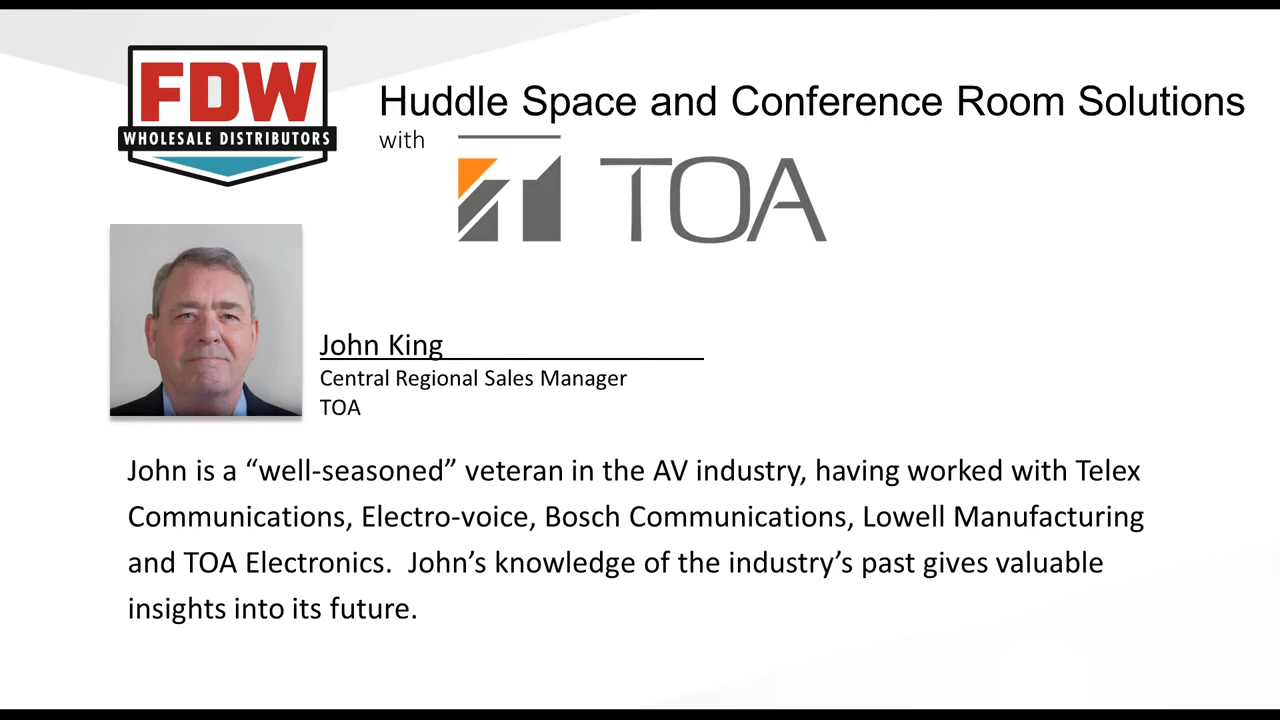 FDW
WHOLESALE DISTRIBUTORS
Huddle Space and Conference Room Solutions
with
TOA
John King
Central Regional Sales Manager
TOA
John is a “well-seasoned” veteran in the AV industry, having worked with Telex
Communications, Electro-voice, Bosch Communications, Lowell Manufacturing
and TOA Electronics.  John’s knowledge of the industry’s past gives valuable
insights into its future.